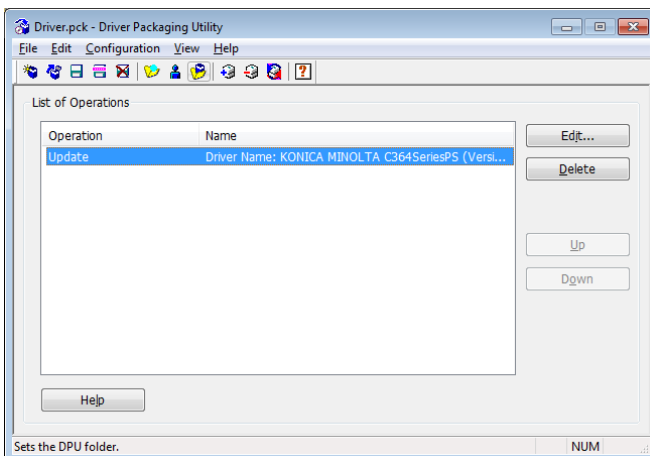 Driver.pck - Driver Packaging Utility
File Edit Configuration View Help
List of Operations
Operation Name
Update Driver Name: KONICA MINOLTA C364SeriesPS (Versi...
Edit...
Delete
Up
Down
Help
Sets the DPU folder. NUM